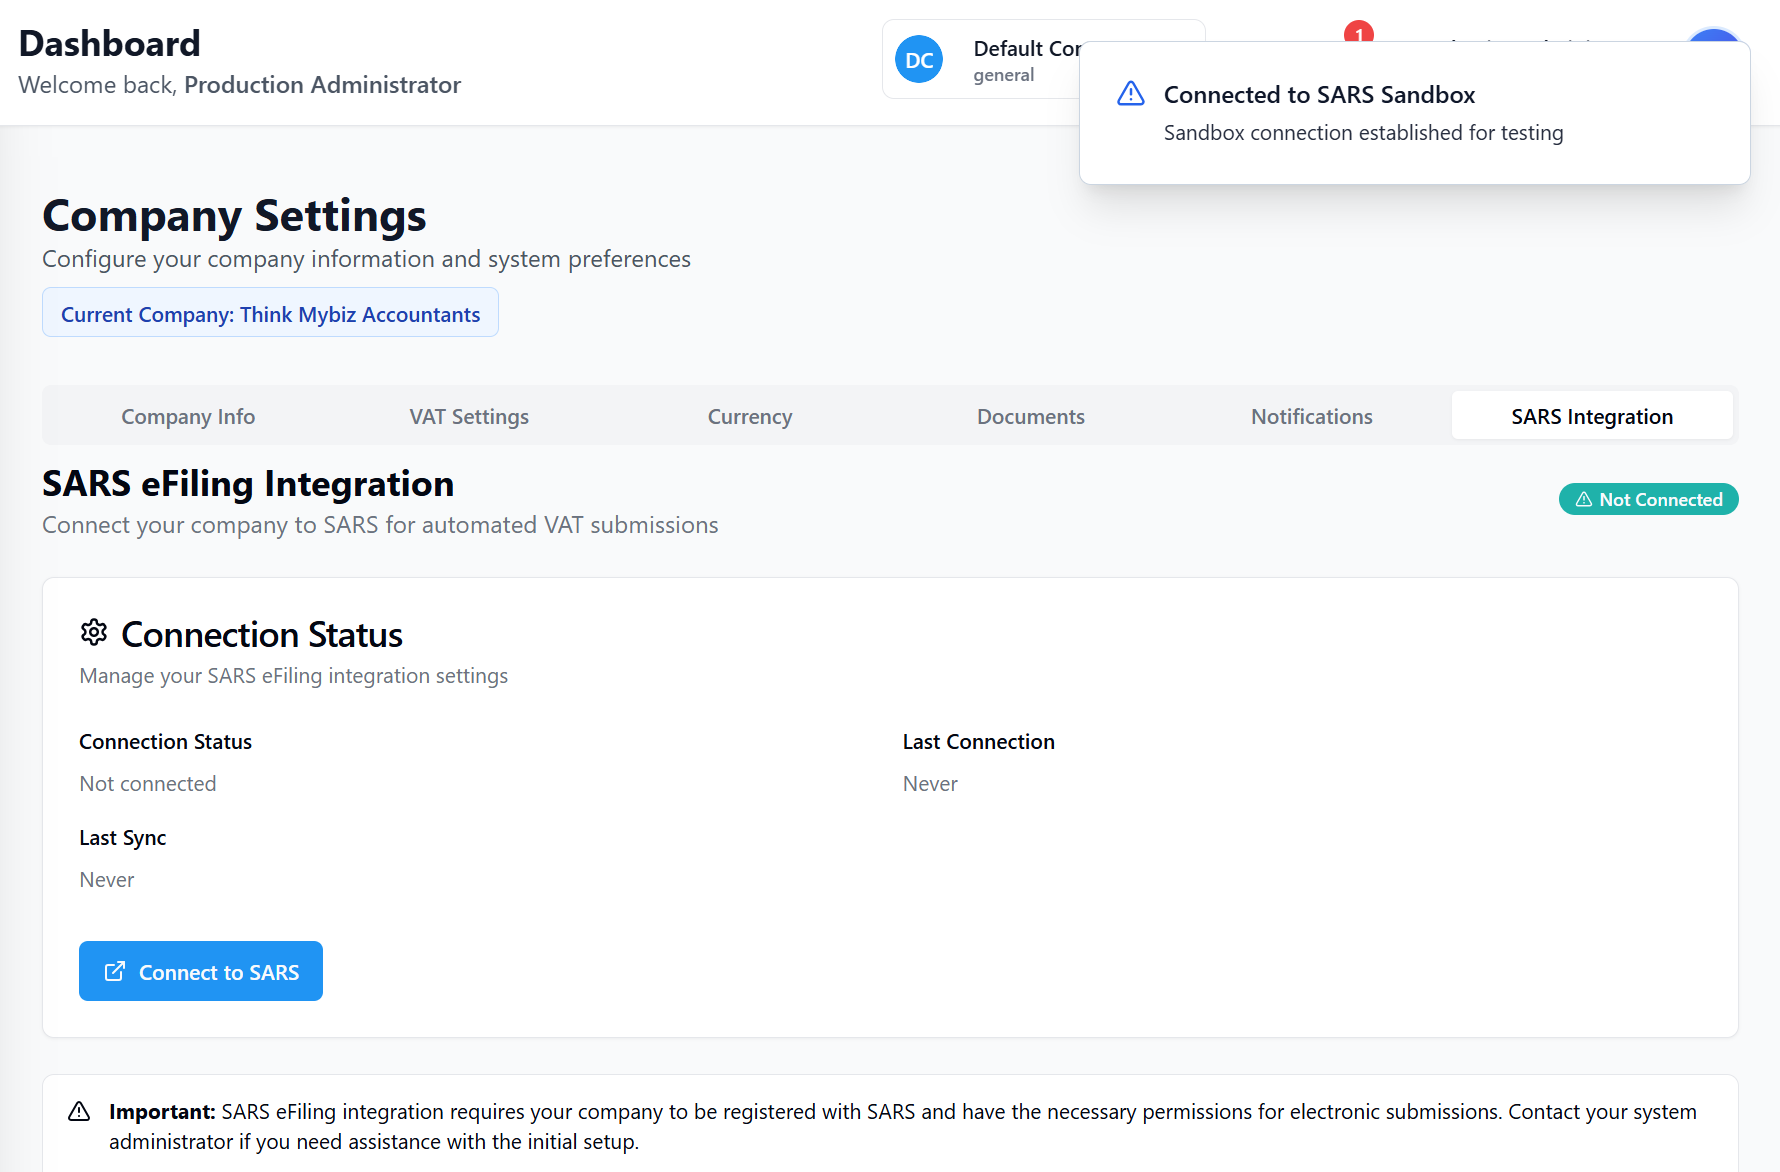 Dashboard
Welcome back, Production Administrator
DC
Default
general
1
Connected to SARS Sandbox
Sandbox connection established for testing
Company Settings
Configure your company information and system preferences
Current Company: Think Mybiz Accountants
Company Info
VAT Settings
Currency
Documents
Notifications
SARS Integration
SARS eFiling Integration
Connect your company to SARS for automated VAT submissions
Not Connected
Connection Status
Manage your SARS eFiling integration settings
Connection Status
Last Connection
Not connected
Never
Last Sync
Never
Connect to SARS
Important: SARS eFiling integration requires your company to be registered with SARS and have the necessary permissions for electronic submissions. Contact your system
administrator if you need assistance with the initial setup.